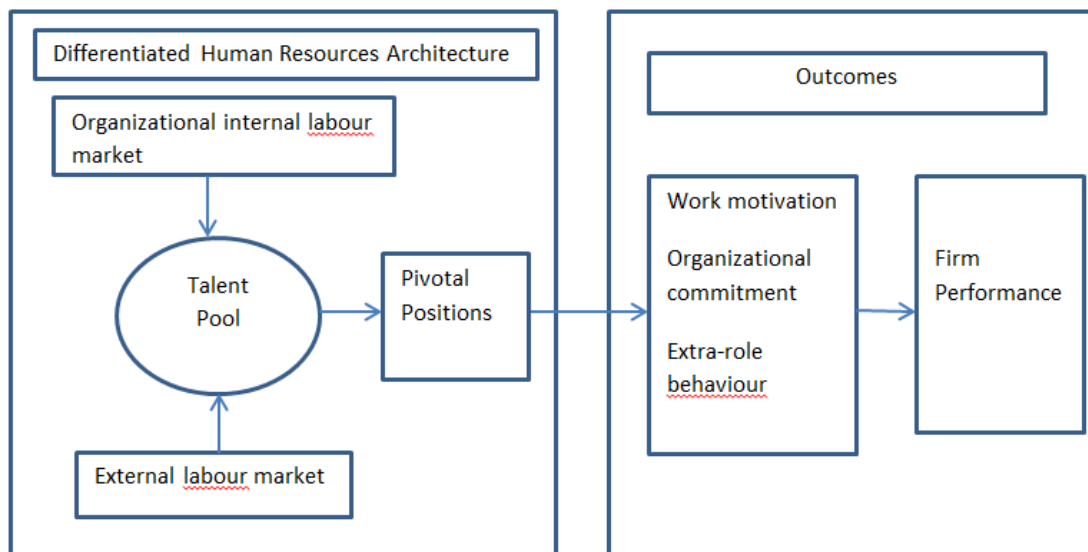 Differentiated Human Resources Architecture
Organizational internal labour
market
Talent
Pool
Pivotal
Positions
External labour market
Outcomes
Work motivation
Organizational
commitment
Extra-role
behaviour
Firm
Performance